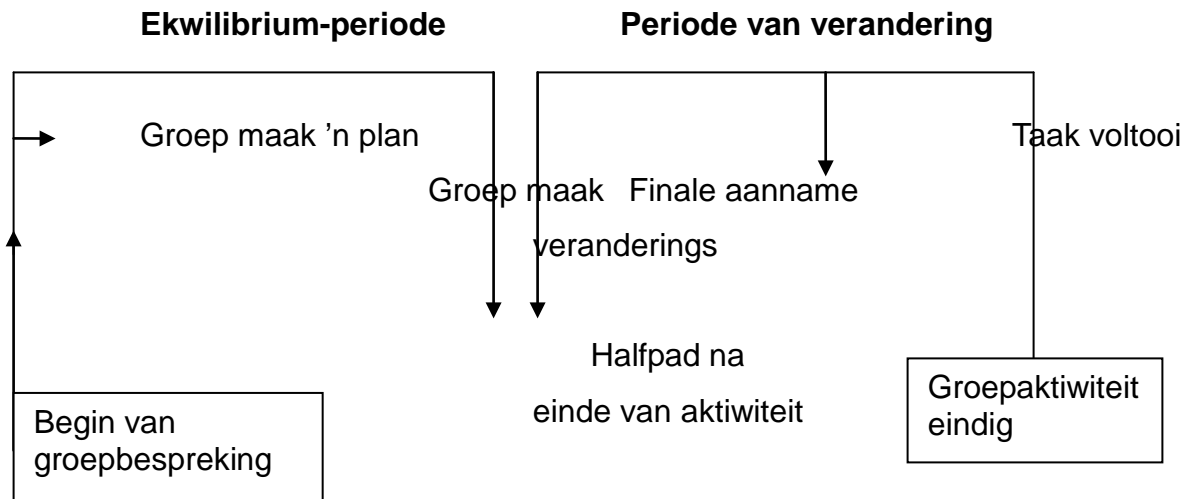 Ekwilibrium-periode
Periode van verandering
Groep maak ’n plan
Taak voltooi
Groep maak
Finale aanname
veranderings
Halfpad na
einde van aktiwiteit
Groepaktiwiteit
eindig
Begin van
groepbespreking